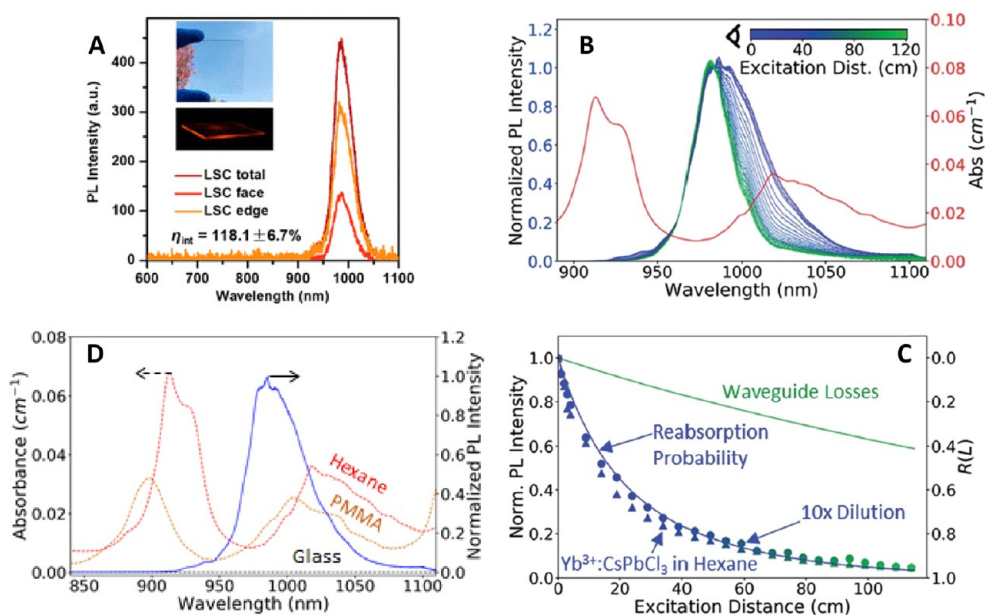 A
PL Intensity (a.u.)
400
300
200
100
0
LSC total
LSC face
LSC edge
ηint = 118.1 ±6.7%
600 700 800 900 1000 1100
Wavelength (nm)
B
Normalized PL Intensity
1.2
1.0
0.8
0.6
0.4
0.2
0.0
0 40 80 120
Excitation Dist. (cm)
0.10
0.08
0.06
0.04
0.02
0.00
Abs (cm⁻¹)
900 950 1000 1050 1100
Wavelength (nm)
D
Absorbance (cm⁻¹)
0.08
0.06
0.04
0.02
0.00
Hexane
PMMA
Glass
1.2
1.0
0.8
0.6
0.4
0.2
0.0
Normalized PL Intensity
850 900 950 1000 1050 1100
Wavelength (nm)
C
Norm. PL Intensity
1.0
0.8
0.6
0.4
0.2
0.0
Waveguide Losses
Reabsorption
Probability
10x Dilution
Yb³⁺:CsPbCl₃ in Hexane
0.0
0.2
0.4
0.6
0.8
1.0
R(L)
0 20 40 60 80 100
Excitation Distance (cm)